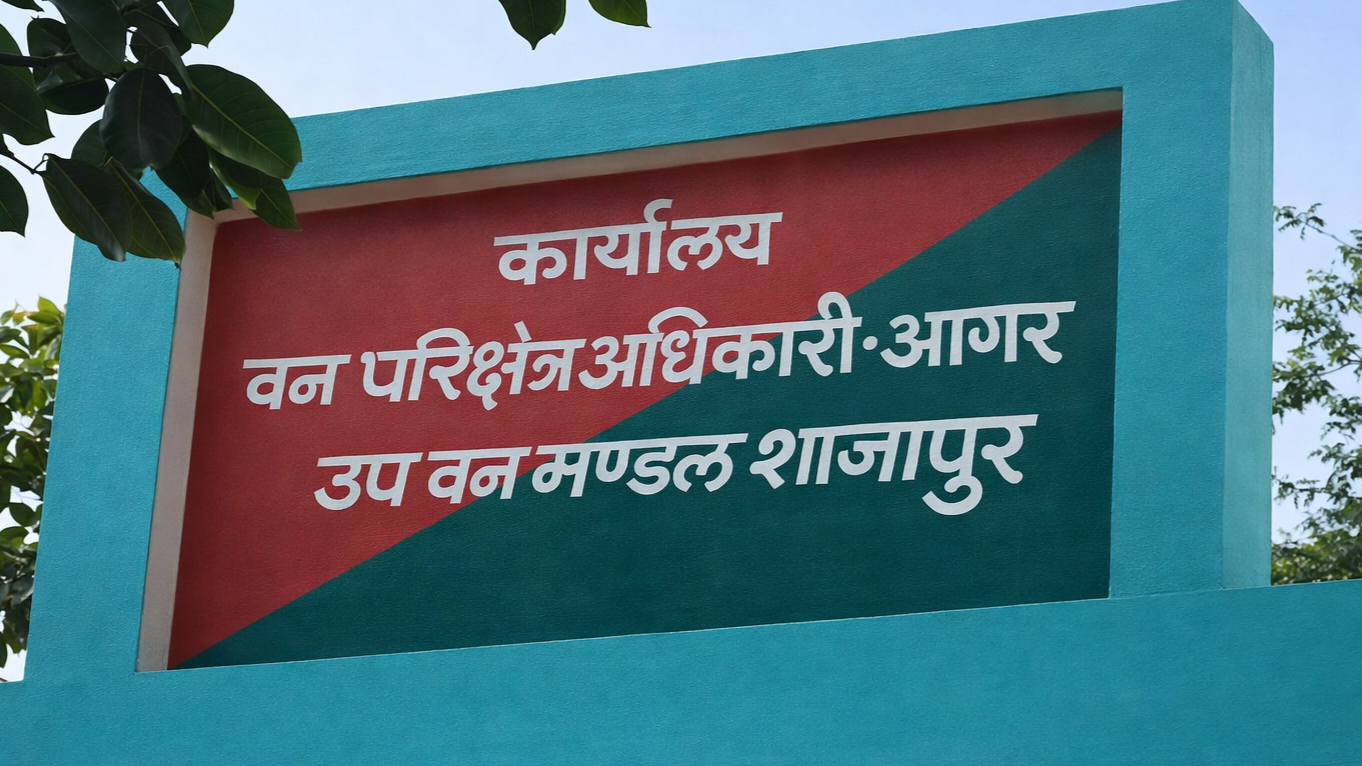 कार्यालय
वन परिक्षेत्र अधिकारी·आगर
उप वन मण्डल शाजापुर